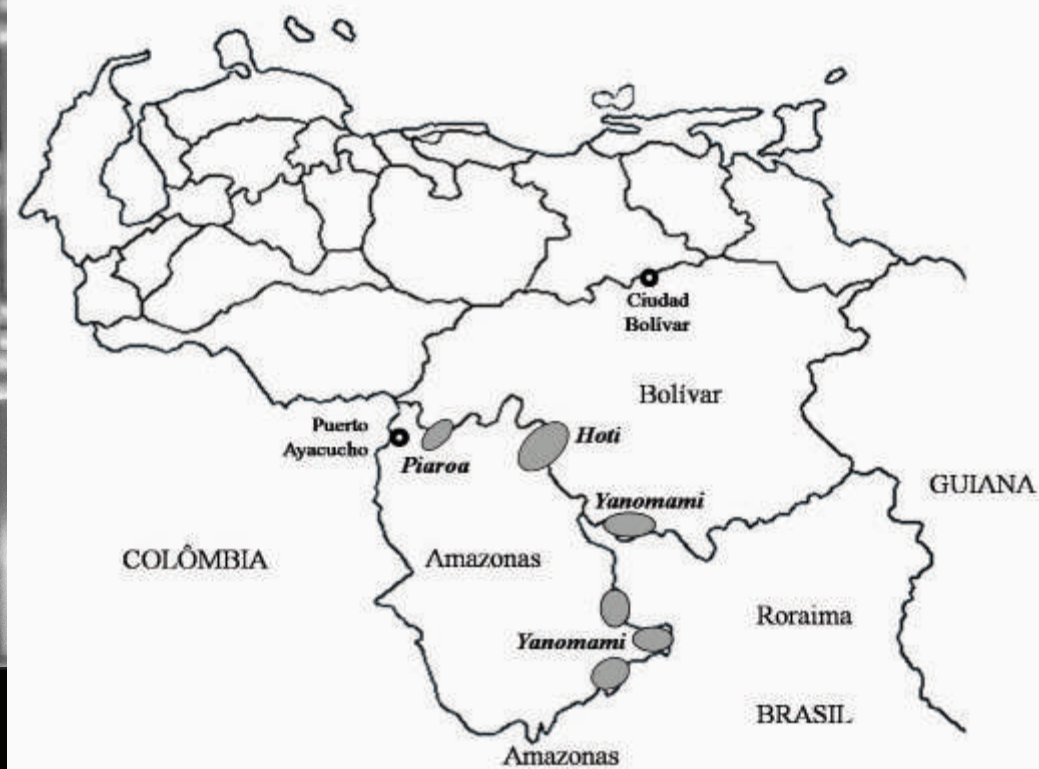 Ciudad
Bolívar
Bolívar
Puerto
Ayacucho
Hoti
Piaroa
Yanomami
GUIANA
COLÔMBIA
Amazonas
Roraima
Yanomami
BRASIL
Amazonas